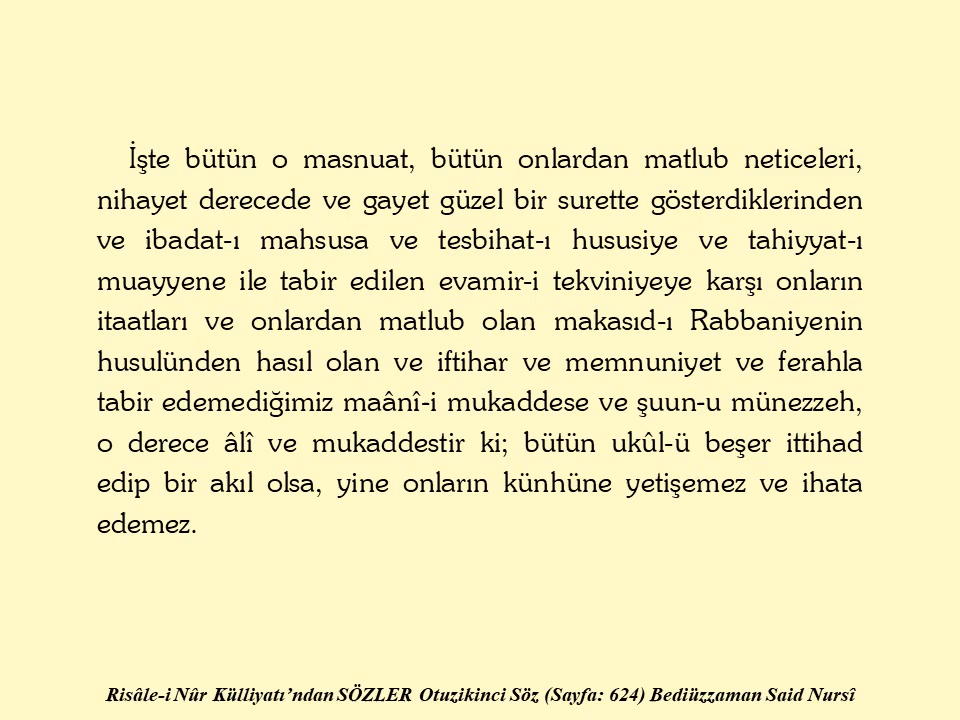 İşte bütün o masnuat, bütün onlardan matlub neticeleri,
nihayet derecede ve gayet güzel bir surette gösterdiklerinden
ve ibadat-ı mahsusa ve tesbihat-ı hususiye ve tahiyyat-ı
muayyene ile tabir edilen evamir-i tekviniyeye karşı onların
itaatları ve onlardan matlub olan makasıd-ı Rabbaniyenin
husulünden hasıl olan ve iftihar ve memnuniyet ve ferahla
tabir edemediğimiz maânî-i mukaddese ve şuun-u münezzeh,
o derece âlî ve mukaddestir ki; bütün ukûl-ü beşer ittihad
edip bir akıl olsa, yine onların künhüne yetişemez ve ihata
edemez.
Risâle-i Nûr Külliyatı’ndan SÖZLER Otuzikinci Söz (Sayfa: 624) Bediüzzaman Said Nursî